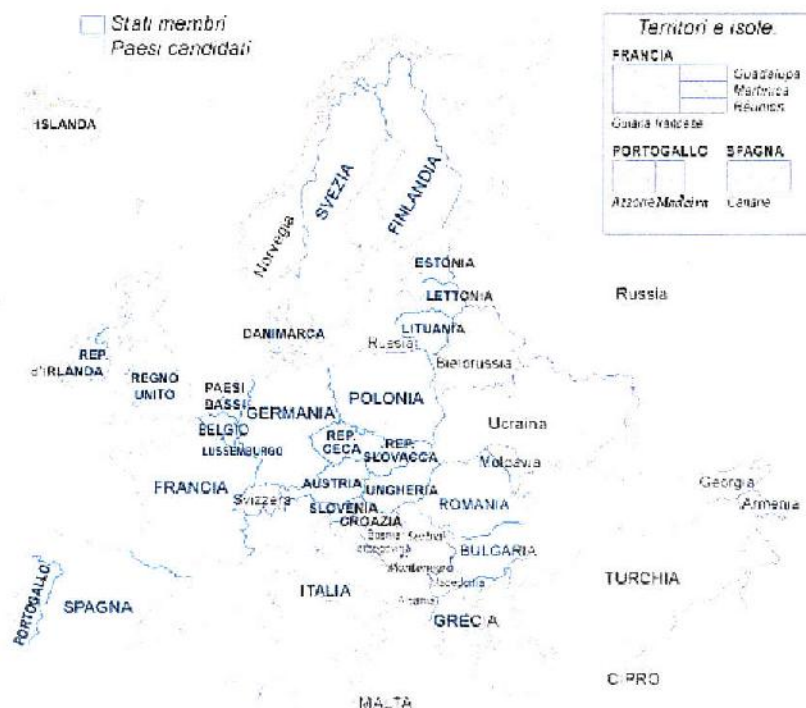 Stati membri
Paesi candidati
Territori e isole.
FRANCIA
Guadalupa
Martinica
Réunion
Guiana francese
PORTOGALLO SPAGNA
Azzorre Madeira Canarie
ISLANDA
Norvegia
SVEZIA
FINLANDIA
ESTONIA
LETTONIA
Russia
LITUANIA
DANIMARCA
Russia
Bielorussia
REP.
d'IRLANDA
REGNO
UNITO
PAESI
BASSI
GERMANIA
POLONIA
BELGIO
LUSSEMBURGO
REP.
CECA
REP.
SLOVACCA
Ucraina
Moldavia
FRANCIA
Svizzera
AUSTRIA
UNGHERIA
ROMANIA
Georgia
Armenia
SLOVENIA
CROAZIA
Bosnia
Serbia
BULGARIA
Montenegro
Macedonia
Albania
PORTOGALLO
SPAGNA
ITALIA
GRECIA
TURCHIA
CIPRO
MALTA